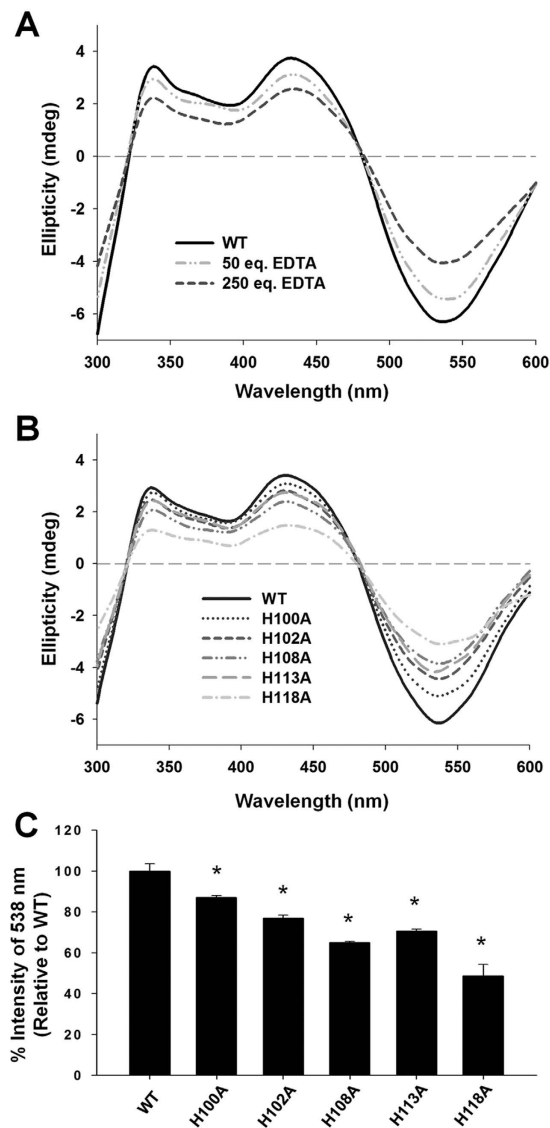 A
4
2
0
-2
-4
-6
Ellipticity (mdeg)
WT
50 eq. EDTA
250 eq. EDTA
300 350 400 450 500 550 600
Wavelength (nm)
B
4
2
0
-2
-4
-6
Ellipticity (mdeg)
WT
H100A
H102A
H108A
H113A
H118A
300 350 400 450 500 550 600
Wavelength (nm)
C
120
100
80
60
40
20
0
% Intensity of 538 nm
(Relative to WT)
* * * * *
WT H100A H102A H108A H113A H118A